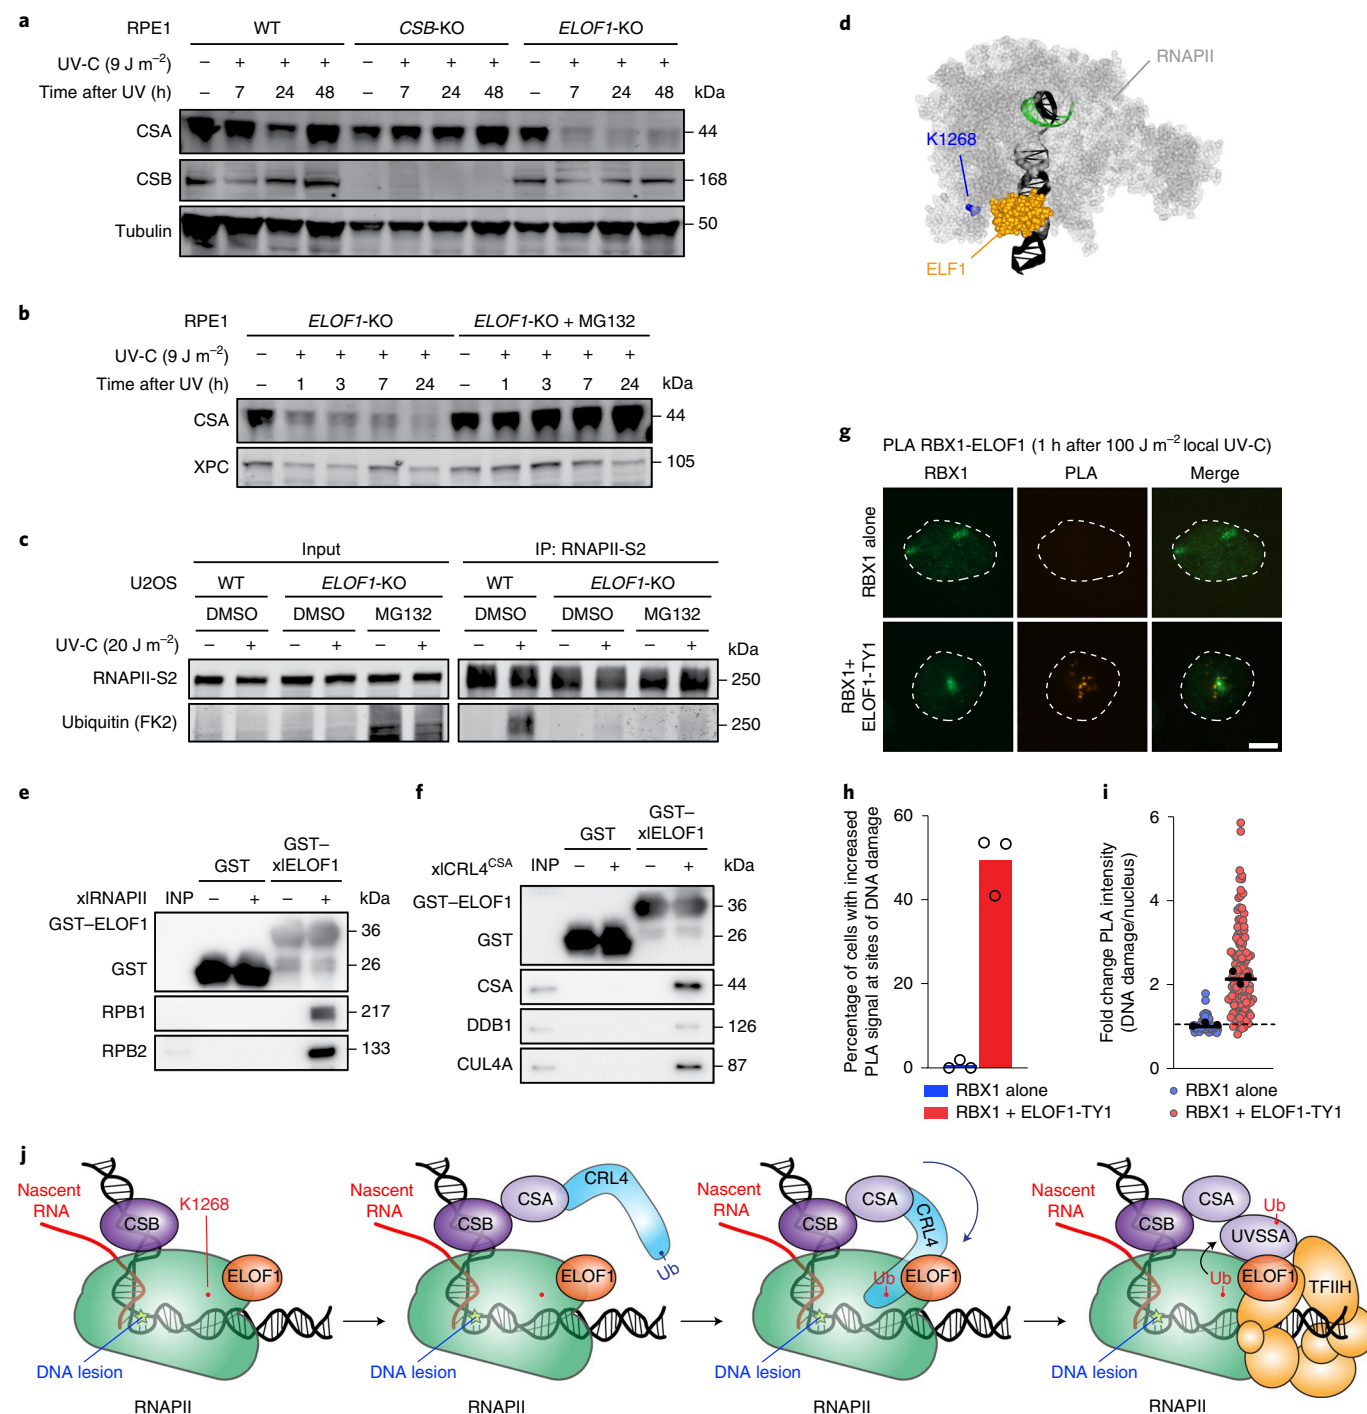 a
RPE1 WT CSB-KO ELOF1-KO
UV-C (9 J m−2) – + + + – + + + – + + +
Time after UV (h) – 7 24 48 – 7 24 48 – 7 24 48 kDa
CSA 44
CSB 168
Tubulin 50
b
RPE1 ELOF1-KO ELOF1-KO + MG132
UV-C (9 J m−2) – + + + + – + + + +
Time after UV (h) – 1 3 7 24 – 1 3 7 24 kDa
CSA 44
XPC 105
c
Input IP: RNAPII-S2
U2OS WT ELOF1-KO WT ELOF1-KO
DMSO DMSO MG132 DMSO DMSO MG132
UV-C (20 J m−2) – + – + – + – + – + – + kDa
RNAPII-S2 250
Ubiquitin (FK2) 250
d
RNAPII
K1268
ELF1
e
GST GST–
xlELOF1
xlRNAPII INP – + – + kDa
GST–ELOF1 36
GST 26
RPB1 217
RPB2 133
f
GST GST–
xlELOF1
xlCRL4CSA INP – + – + kDa
GST–ELOF1 36
GST 26
CSA 44
DDB1 126
CUL4A 87
g
PLA RBX1-ELOF1 (1 h after 100 J m−2 local UV-C)
RBX1 PLA Merge
RBX1 alone
RBX1+
ELOF1-TY1
h
Percentage of cells with increased
PLA signal at sites of DNA damage
60
40
20
0
RBX1 alone
RBX1 + ELOF1-TY1
i
Fold change PLA intensity
(DNA damage/nucleus)
6
4
2
0
RBX1 alone
RBX1 + ELOF1-TY1
j
Nascent
RNA
K1268
CSB
ELOF1
DNA lesion
RNAPII
Nascent
RNA
CSB
CSA
CRL4
Ub
ELOF1
DNA lesion
RNAPII
Nascent
RNA
CSB
CSA
CRL4
Ub
ELOF1
DNA lesion
RNAPII
Nascent
RNA
CSB
CSA
Ub
UVSSA
Ub
ELOF1
TFIIH
DNA lesion
RNAPII